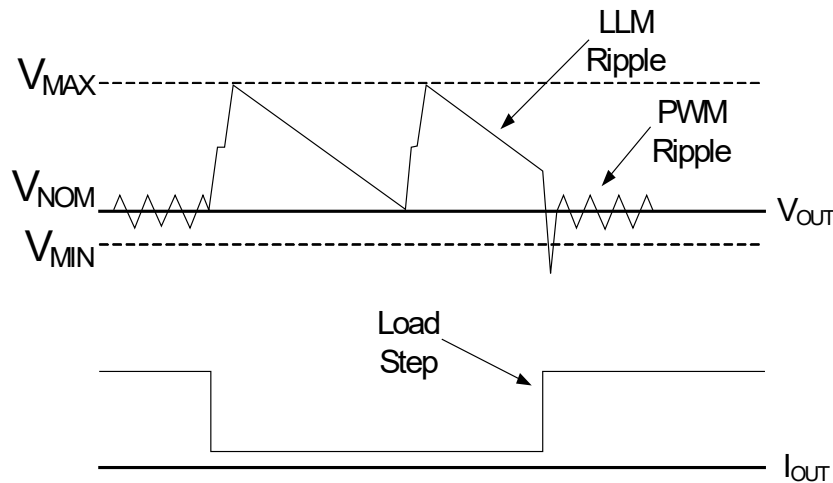 LLM
Ripple
VMAX
PWM
Ripple
VNOM
VOUT
VMIN
Load
Step
IOUT